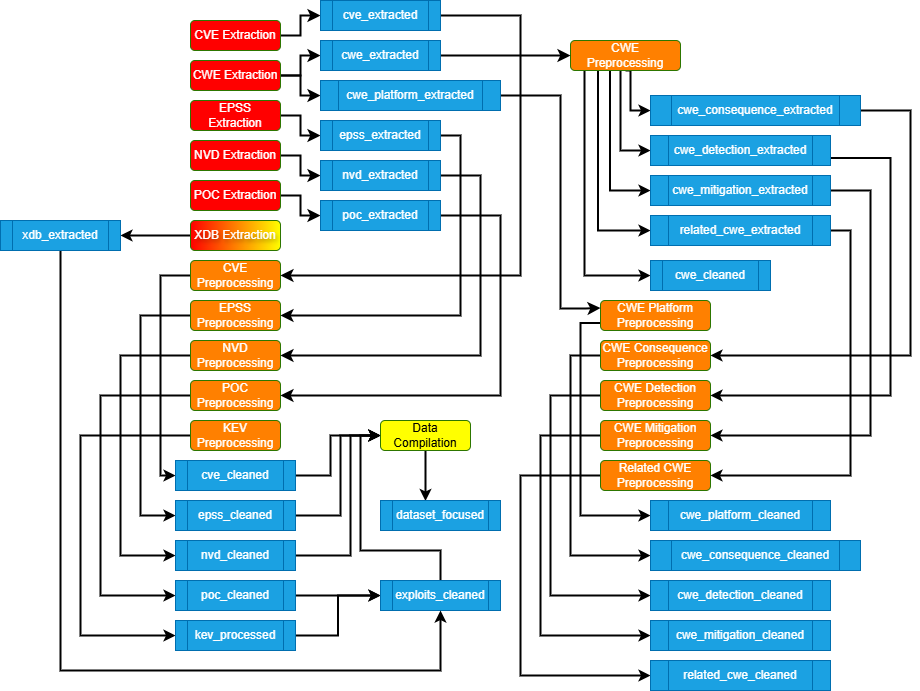 cve_extracted
CVE Extraction
cwe_extracted
CWE
Preprocessing
CWE Extraction
cwe_platform_extracted
EPSS
Extraction
cwe_consequence_extracted
epss_extracted
NVD Extraction
cwe_detection_extracted
nvd_extracted
POC Extraction
cwe_mitigation_extracted
poc_extracted
xdb_extracted
XDB Extraction
related_cwe_extracted
CVE
Preprocessing
cwe_cleaned
EPSS
Preprocessing
CWE Platform
Preprocessing
NVD
Preprocessing
CWE Consequence
Preprocessing
POC
Preprocessing
CWE Detection
Preprocessing
KEV
Preprocessing
Data
Compilation
CWE Mitigation
Preprocessing
cve_cleaned
Related CWE
Preprocessing
epss_cleaned
dataset_focused
cwe_platform_cleaned
nvd_cleaned
cwe_consequence_cleaned
poc_cleaned
exploits_cleaned
cwe_detection_cleaned
kev_processed
cwe_mitigation_cleaned
related_cwe_cleaned